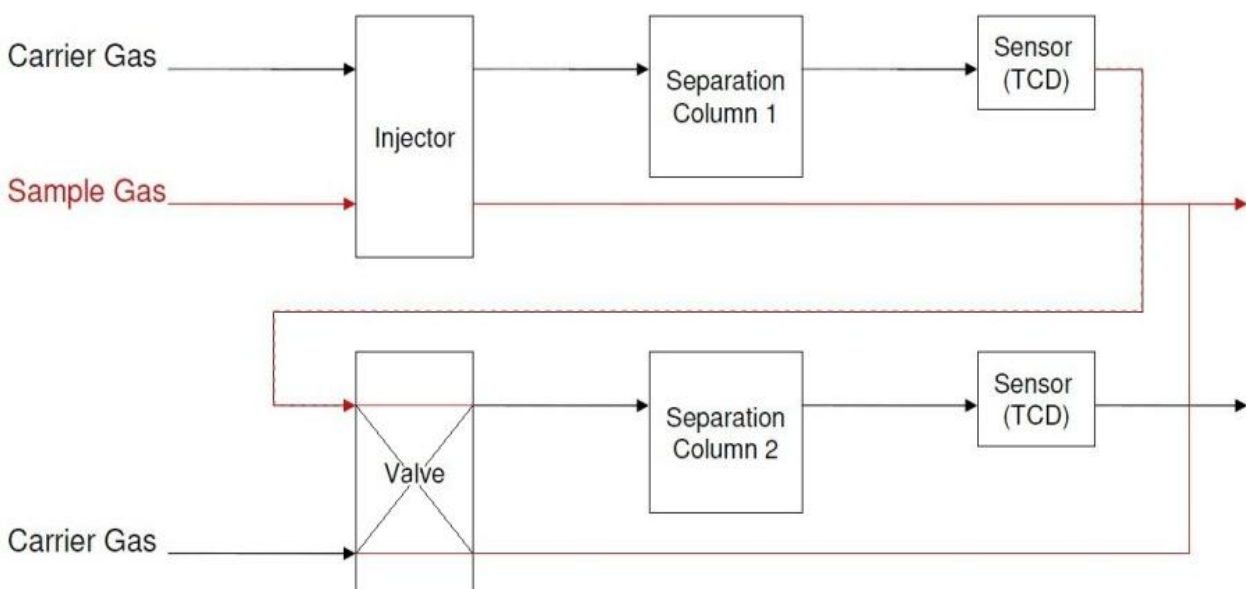 Carrier Gas
Sample Gas
Injector
Separation
Column 1
Sensor
(TCD)
Carrier Gas
Valve
Separation
Column 2
Sensor
(TCD)